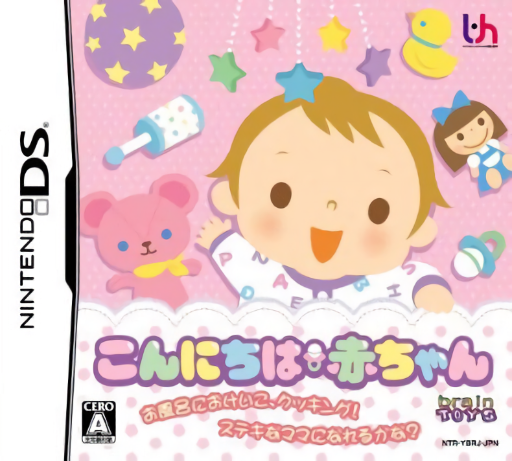 NINTENDO DS
こんにちは赤ちゃん
お風呂におけいこ、クッキング!
ステキなママになれるかな?
CERO
A
brain
TOYS
NTR-YBRJ-JPN